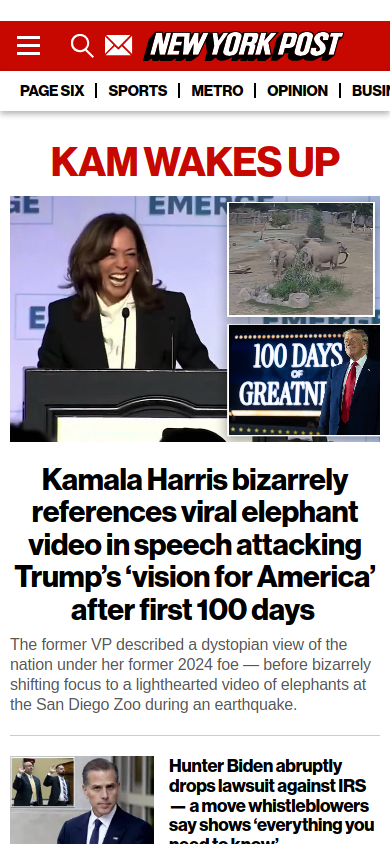 NEW YORK POST
PAGE SIX
SPORTS
METRO
OPINION
BUSIN
KAM WAKES UP
GE
EMERGE
E
EMERGE
100 DAYS
OF
GREATN
Kamala Harris bizarrely
references viral elephant
video in speech attacking
Trump’s ‘vision for America’
after first 100 days
The former VP described a dystopian view of the
nation under her former 2024 foe — before bizarrely
shifting focus to a lighthearted video of elephants at
the San Diego Zoo during an earthquake.
Hunter Biden abruptly
drops lawsuit against IRS
— a move whistleblowers
say shows ‘everything you
need to know’